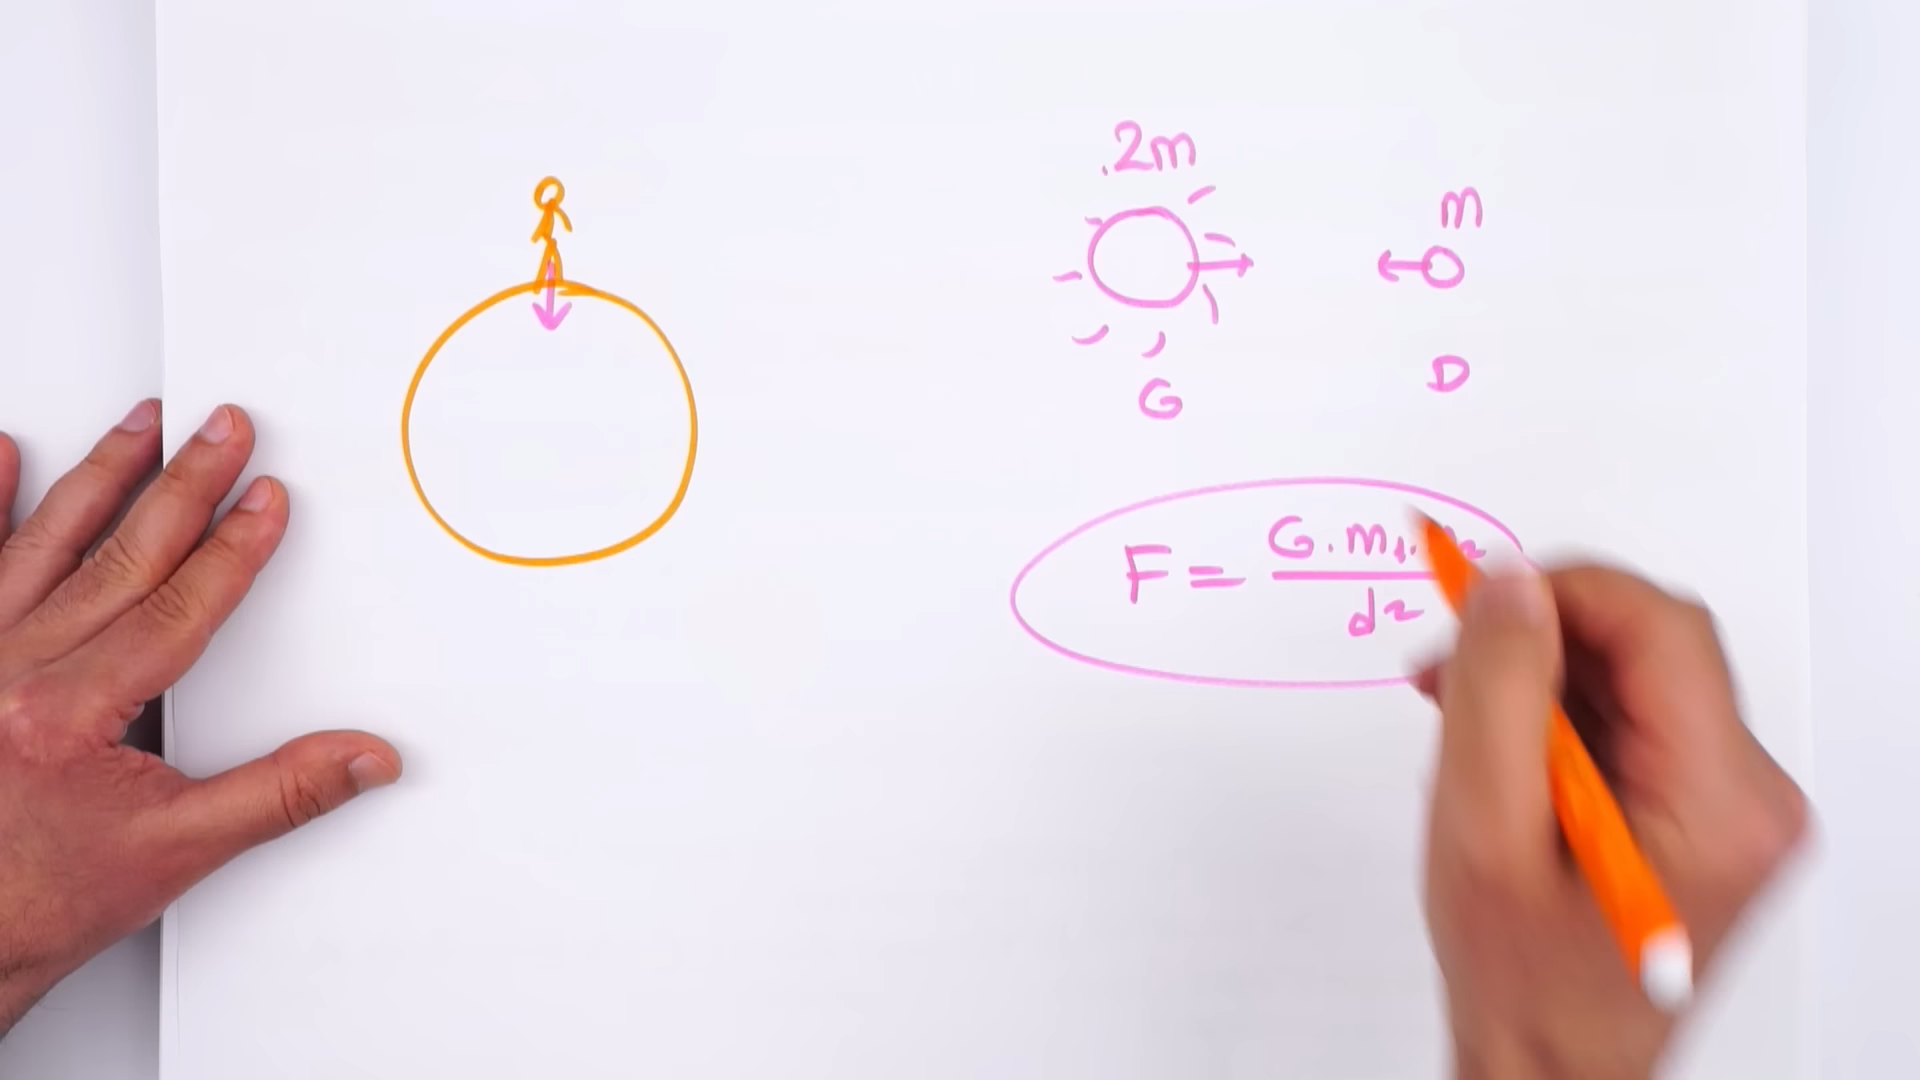 .2m
m
G
D
G.m₁.
F =
d²